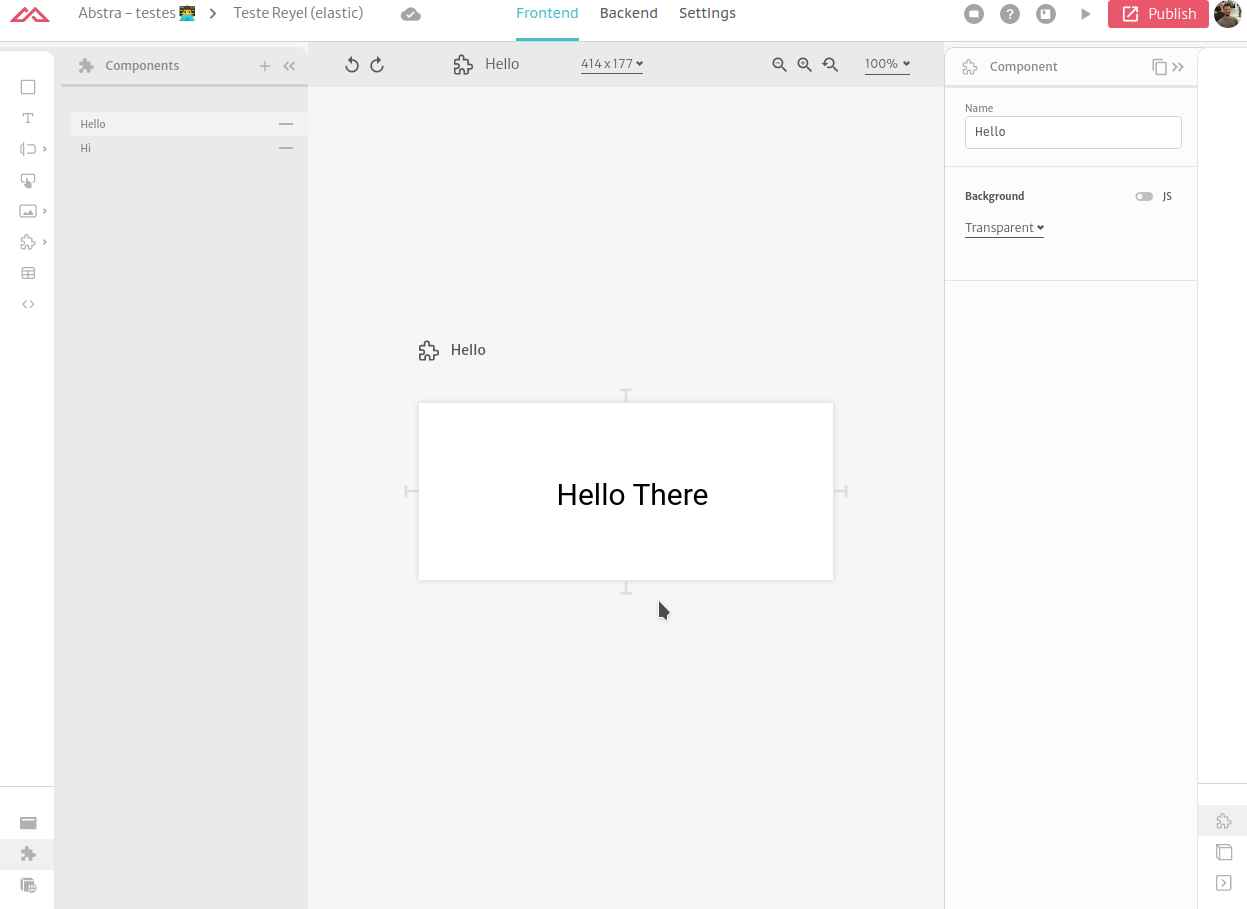 Abstra - testes 👨‍💻 > Teste Reyel (elastic)
Frontend Backend Settings
Publish
Components
Hello
414 x 177
100%
Component
Name
Hello
Hello
Hi
Background
JS
Transparent
Hello
Hello There